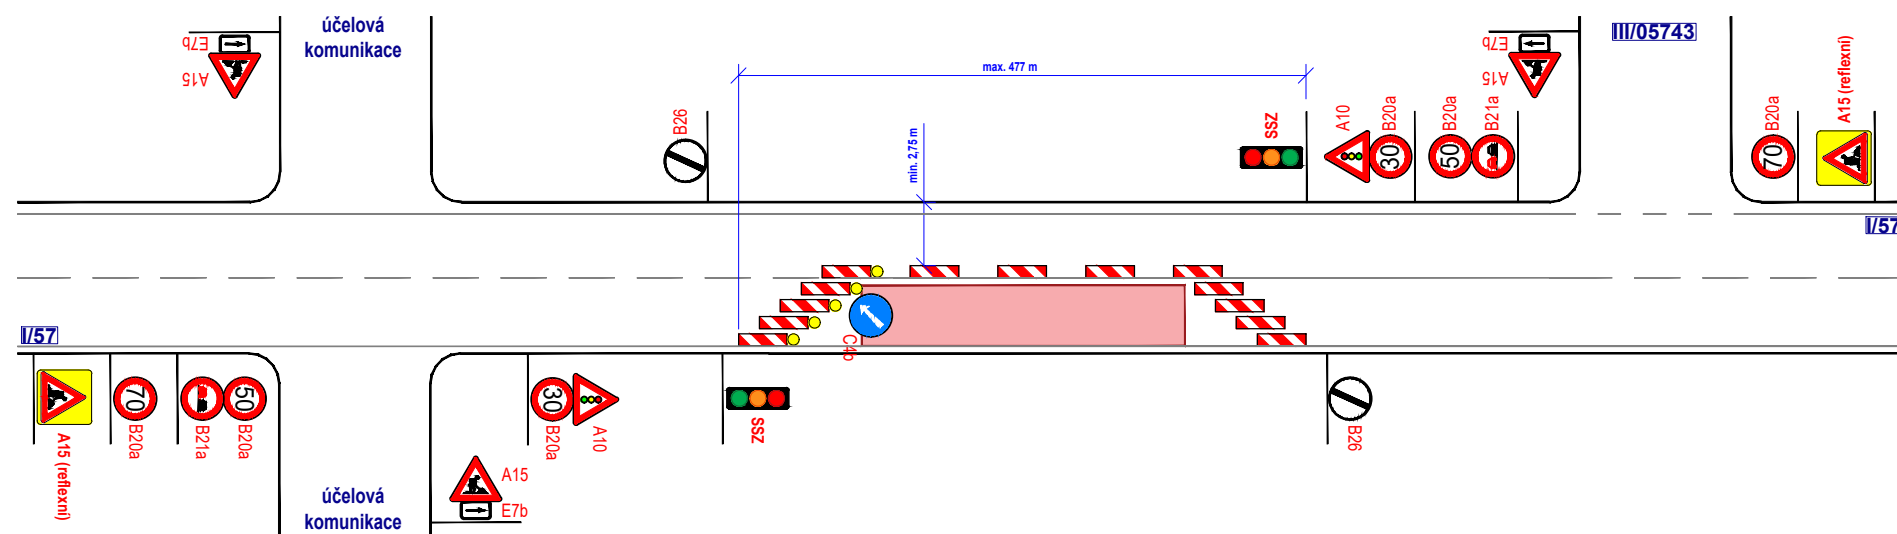 účelová
komunikace
E7b
A15
B26
max. 477 m
min. 2,75 m
SSZ
A10
B20a
30
B20a
50
B21a
E7b
A15
III/05743
B20a
70
A15 (reflexní)
I/57
I/57
C4b
A15 (reflexní)
70
B20a
B21a
50
B20a
30
B20a
A10
SSZ
B26
A15
E7b
účelová
komunikace